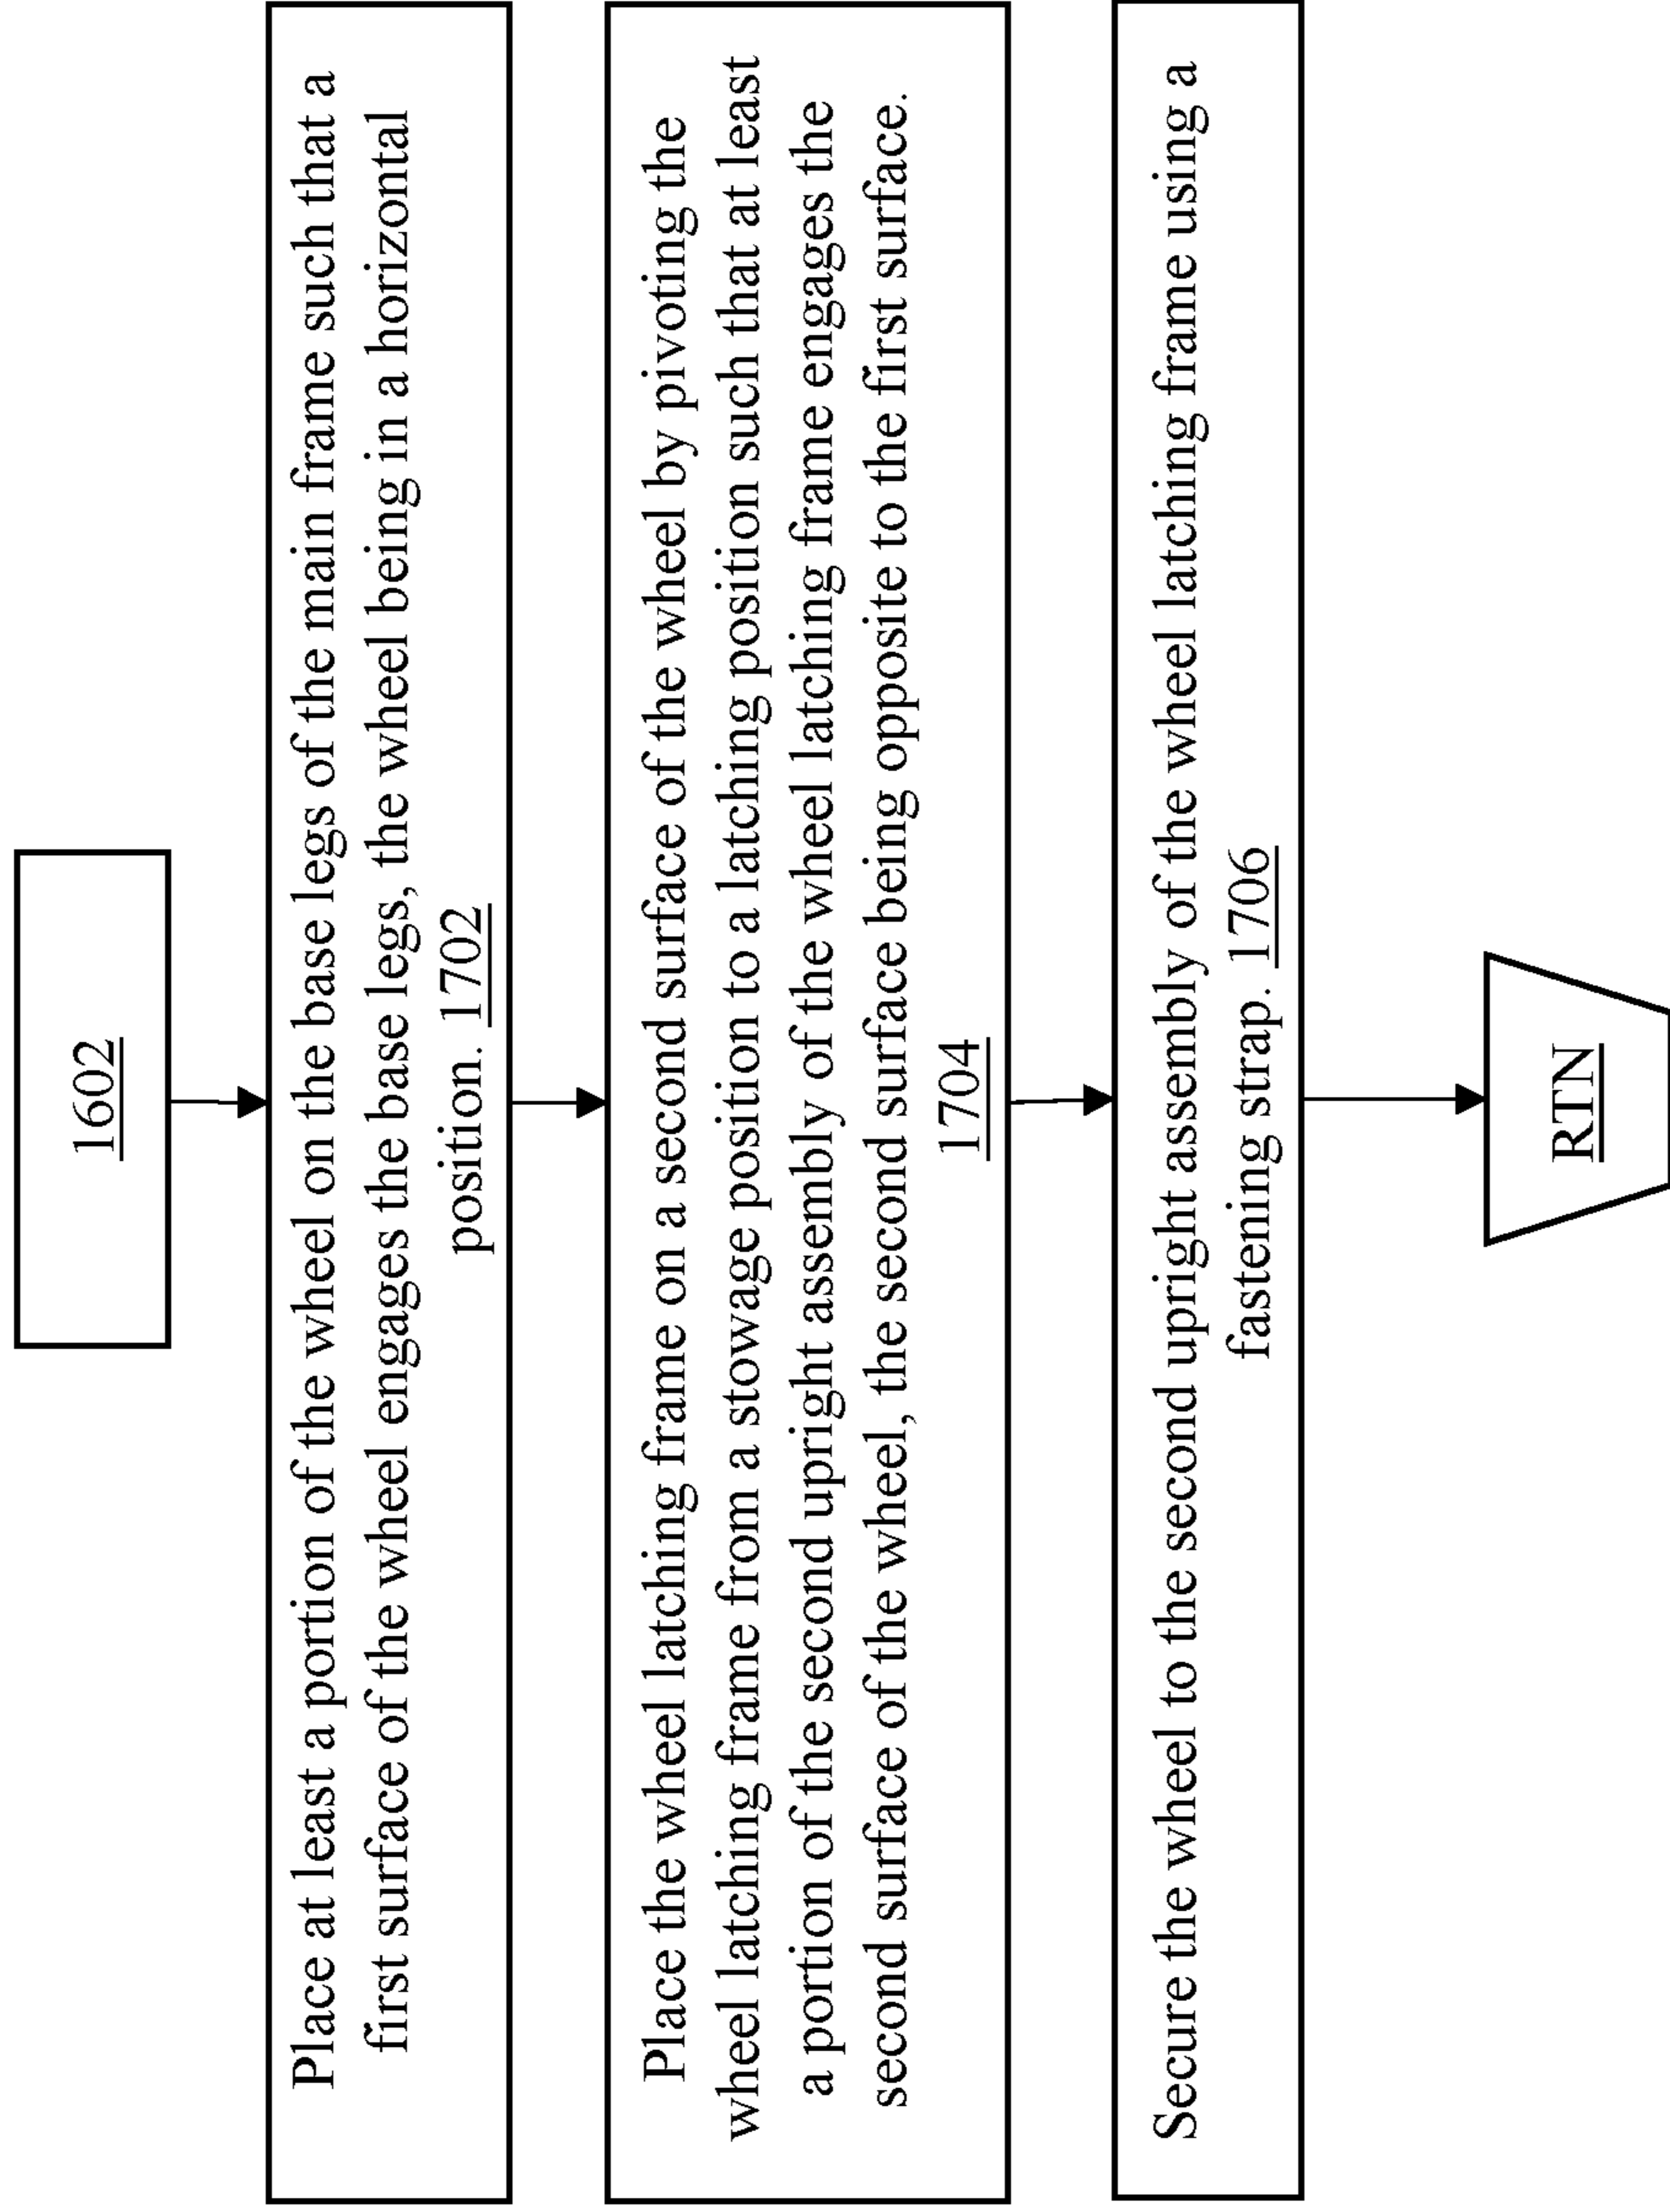 1602
Place at least a portion of the wheel on the base legs of the main frame such that a
first surface of the wheel engages the base legs, the wheel being in a horizontal
position. 1702
Place the wheel latching frame on a second surface of the wheel by pivoting the
wheel latching frame from a stowage position to a latching position such that at least
a portion of the second upright assembly of the wheel latching frame engages the
second surface of the wheel, the second surface being opposite to the first surface.
1704
Secure the wheel to the second upright assembly of the wheel latching frame using a
fastening strap. 1706
RTN